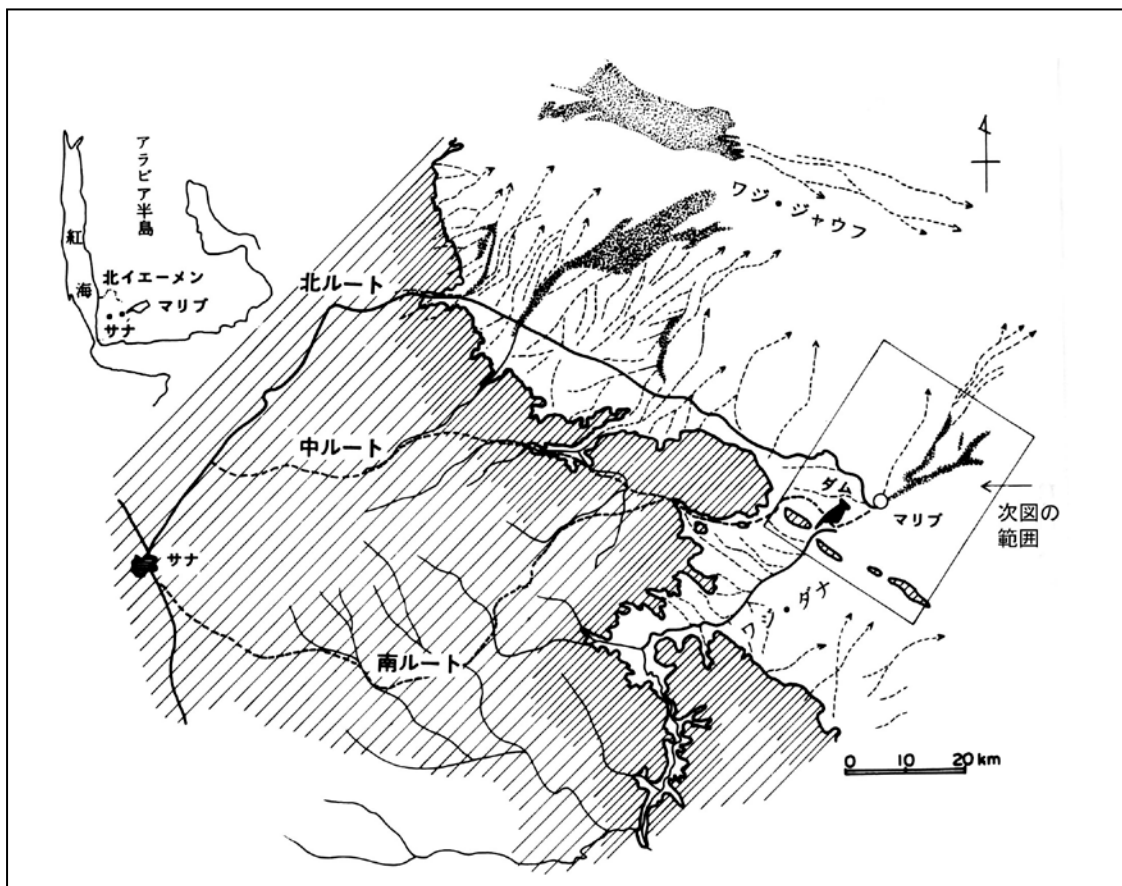 アラビア半島
紅海
北イエーメン
マリブ
サナ
ワジ・ジャウフ
北ルート
中ルート
ダム
マリブ
次図の
範囲
サナ
ワジ・ダナ
南ルート
0 10 20 km